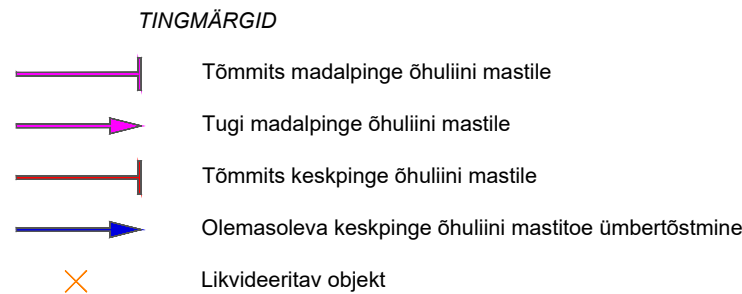 TINGMÄRGID
Tõmmits madalpinge õhuliini mastile
Tugi madalpinge õhuliini mastile
Tõmmits keskpinge õhuliini mastile
Olemasoleva keskpinge õhuliini mastitoe ümbertõstmine
Likvideeritav objekt